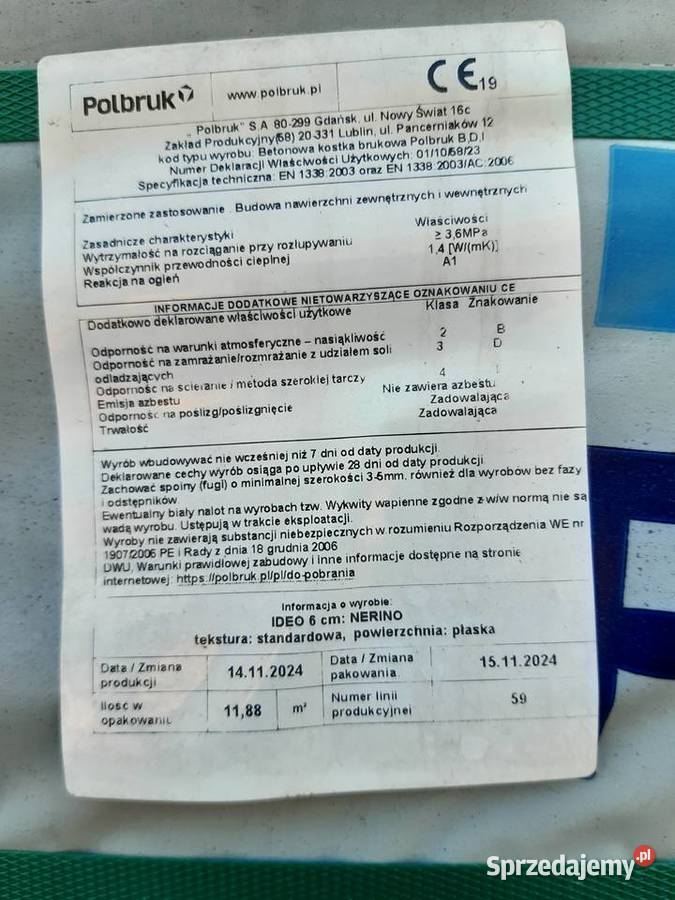 Polbruk
www.polbruk.pl
CE 19
„Polbruk" S.A. 80-299 Gdańsk, ul. Nowy Świat 16c
Zakład Produkcyjny(68) 20-331 Lublin, ul. Pancerniaków 12
kod typu wyrobu: Betonowa kostka brukowa Polbruk B,D,I
Numer Deklaracji Właściwości Użytkowych: 01/10/68/23
Specyfikacja techniczna: EN 1338:2003 oraz EN 1338:2003/AC:2006
Zamierzone zastosowanie : Budowa nawierzchni zewnętrznych i wewnętrznych
Zasadnicze charakterystyki Właściwości
Wytrzymałość na rozciąganie przy rozłupywaniu ≥ 3,6MPa
Współczynnik przewodności cieplnej 1,4 [W/(mK)]
Reakcja na ogień A1
INFORMACJE DODATKOWE NIETOWARZYSZĄCE OZNAKOWANIU CE
Dodatkowo deklarowane właściwości użytkowe Klasa Znakowanie
Odporność na warunki atmosferyczne – nasiąkliwość 2 B
Odporność na zamrażanie/rozmrażanie z udziałem soli 3 D
odladzających
Odporność na ścieranie / metoda szerokiej tarczy 4
Emisja azbestu Nie zawiera azbestu
Odporność na poślizg/poślizgnięcie Zadowalająca
Trwałość Zadowalająca
Wyrób wbudowywać nie wcześniej niż 7 dni od daty produkcji.
Deklarowane cechy wyrób osiąga po upływie 28 dni od daty produkcji
Zachować spoiny (fugi) o minimalnej szerokości 3-5mm, również dla wyrobów bez fazy
i odstępników.
Ewentualny biały nalot na wyrobach tzw. Wykwity wapienne zgodne z w/w normą nie są
wadą wyrobu. Ustępują w trakcie eksploatacji.
Wyroby nie zawierają substancji niebezpiecznych w rozumieniu Rozporządzenia WE nr
1907/2006 PE i Rady z dnia 18 grudnia 2006
DWU, Warunki prawidłowej zabudowy i inne informacje dostępne na stronie
internetowej: https://polbruk.pl/pl/do-pobrania
Informacja o wyrobie:
IDEO 6 cm: NERINO
tekstura: standardowa, powierzchnia: płaska
Data / Zmiana produkcji 14.11.2024 Data / Zmiana pakowania 15.11.2024
Ilość w opakowaniu 11,88 m² Numer linii produkcyjnej 59
Sprzedajemy.pl